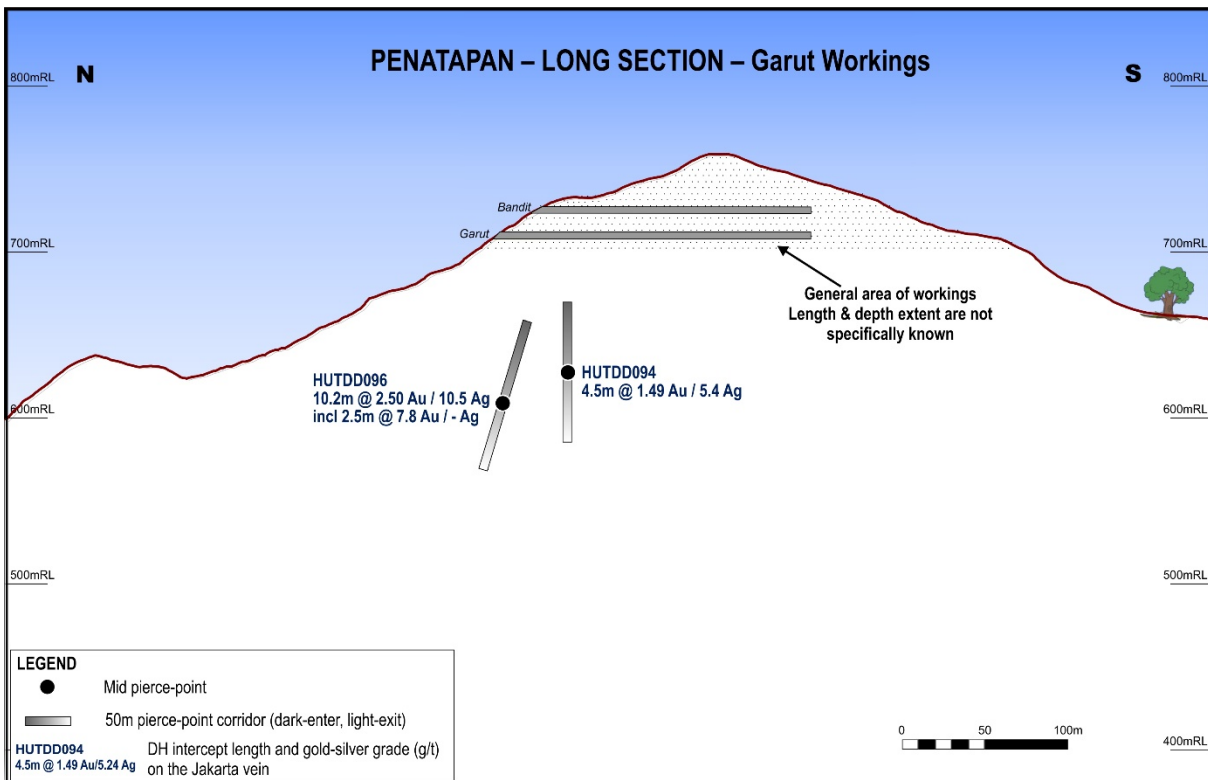 PENATAPAN – LONG SECTION – Garut Workings
N
S
800mRL
800mRL
Bandit
Garut
700mRL
700mRL
General area of workings
Length & depth extent are not
specifically known
HUTDD096
10.2m @ 2.50 Au / 10.5 Ag
incl 2.5m @ 7.8 Au / - Ag
HUTDD094
4.5m @ 1.49 Au / 5.4 Ag
600mRL
600mRL
500mRL
500mRL
LEGEND
Mid pierce-point
50m pierce-point corridor (dark-enter, light-exit)
HUTDD094
4.5m @ 1.49 Au/5.24 Ag
DH intercept length and gold-silver grade (g/t)
on the Jakarta vein
0
50
100m
400mRL